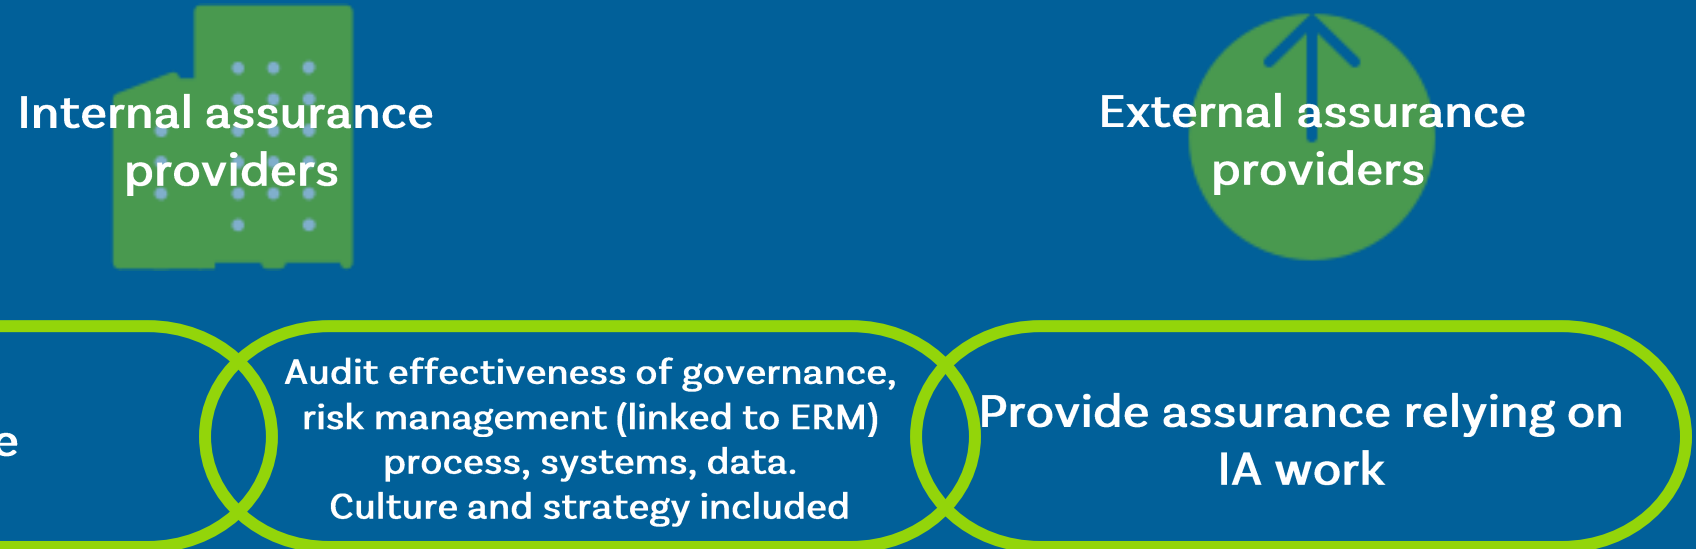 Internal assurance
providers
External assurance
providers
Audit effectiveness of governance,
risk management (linked to ERM)
process, systems, data.
Culture and strategy included
Provide assurance relying on
IA work